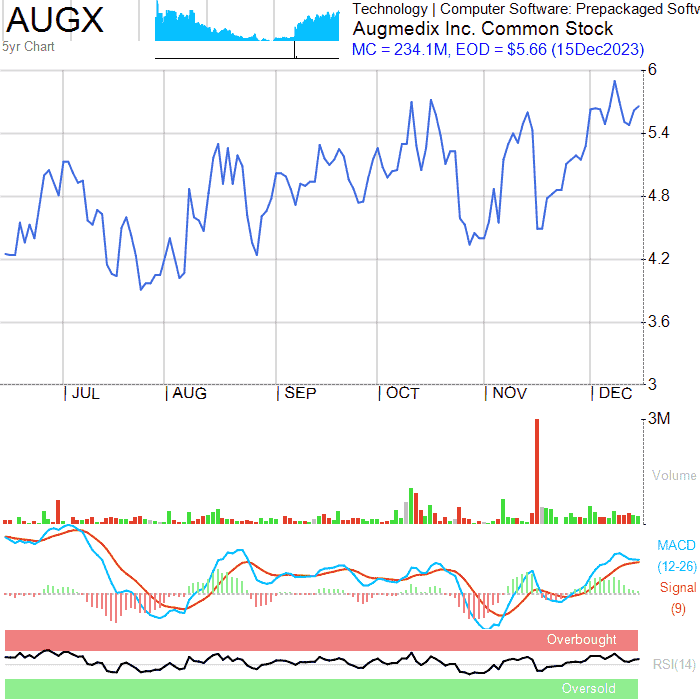 AUGX
5yr Chart
Technology | Computer Software: Prepackaged Softw
Augmedix Inc. Common Stock
MC = 234.1M, EOD = $5.66 (15Dec2023)
6
5.4
4.8
4.2
3.6
3
JUL
AUG
SEP
OCT
NOV
DEC
3M
Volume
MACD
(12-26)
Signal
(9)
Overbought
RSI(14)
Oversold